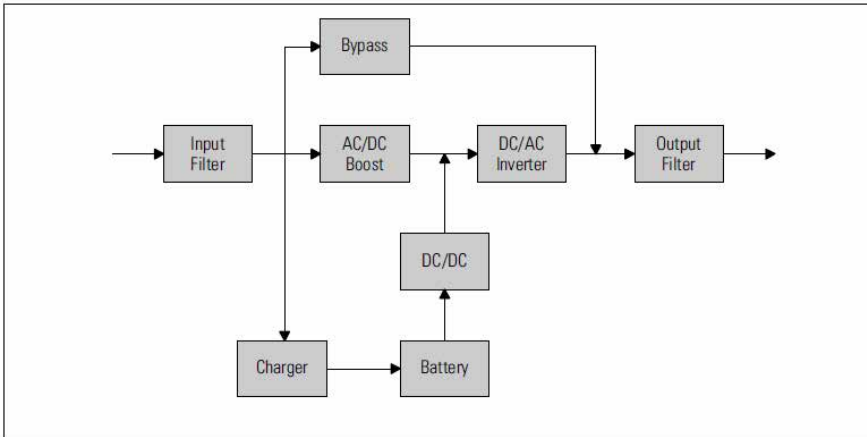 Bypass
Input
Filter
AC/DC
Boost
DC/AC
Inverter
Output
Filter
DC/DC
Charger
Battery